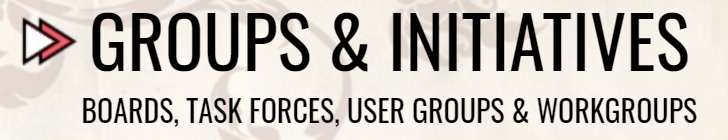 GROUPS & INITIATIVES
BOARDS, TASK FORCES, USER GROUPS & WORKGROUPS